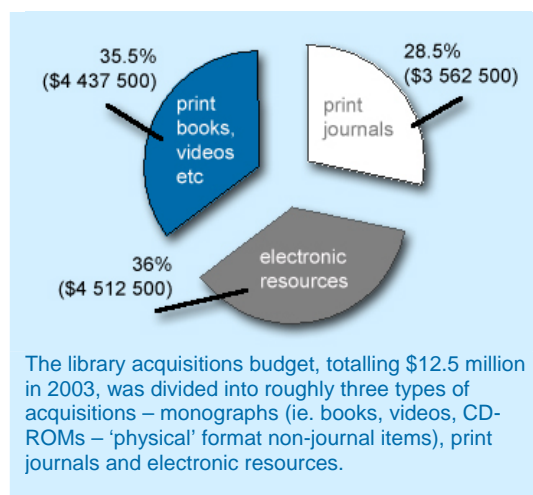 35.5%
($4 437 500)
print
books,
videos
etc
28.5%
($3 562 500)
print
journals
36%
($4 512 500)
electronic
resources
The library acquisitions budget, totalling $12.5 million
in 2003, was divided into roughly three types of
acquisitions – monographs (ie. books, videos, CD-
ROMs – ‘physical’ format non-journal items), print
journals and electronic resources.